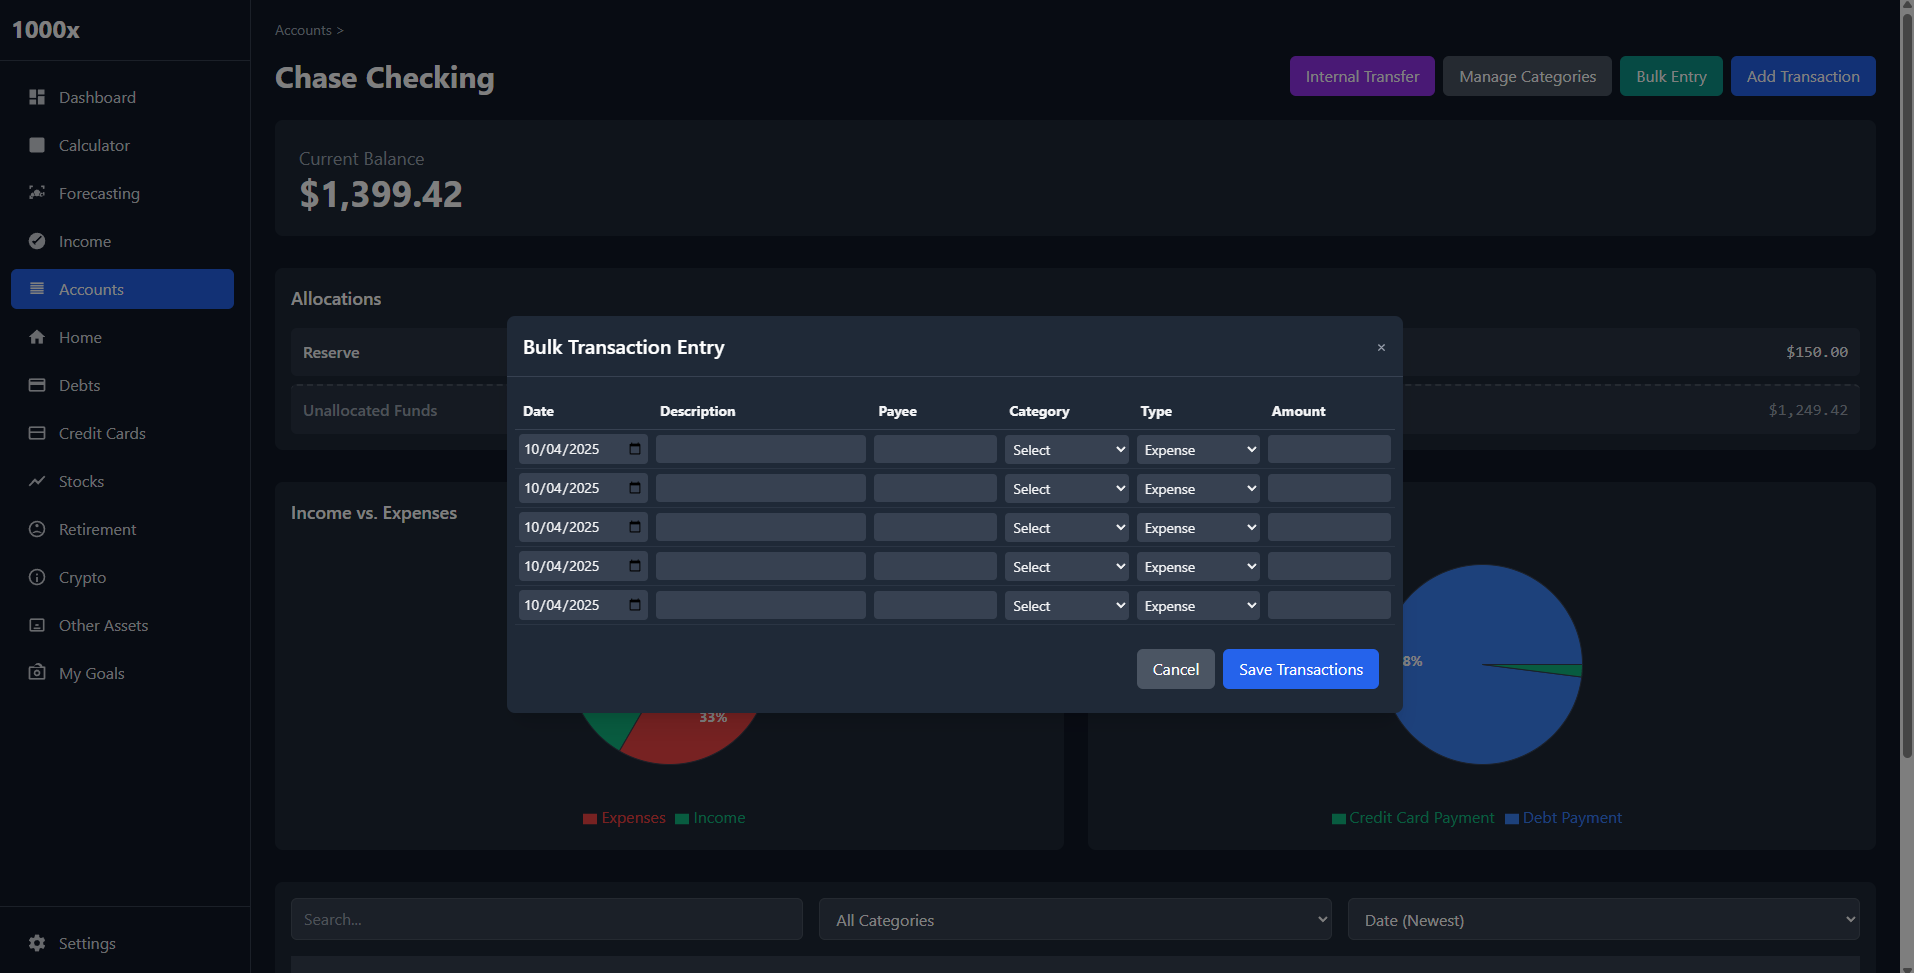 1000x
Dashboard
Calculator
Forecasting
Income
Accounts
Home
Debts
Credit Cards
Stocks
Retirement
Crypto
Other Assets
My Goals
Settings
Accounts >
Chase Checking
Internal Transfer
Manage Categories
Bulk Entry
Add Transaction
Current Balance
$1,399.42
Allocations
Reserve
$150.00
Unallocated Funds
$1,249.42
Income vs. Expenses
Bulk Transaction Entry
×
Date Description Payee Category Type Amount
10/04/2025 Select Expense
10/04/2025 Select Expense
10/04/2025 Select Expense
10/04/2025 Select Expense
10/04/2025 Select Expense
Cancel
Save Transactions
33%
Expenses Income
8%
Credit Card Payment Debt Payment
Search...
All Categories
Date (Newest)